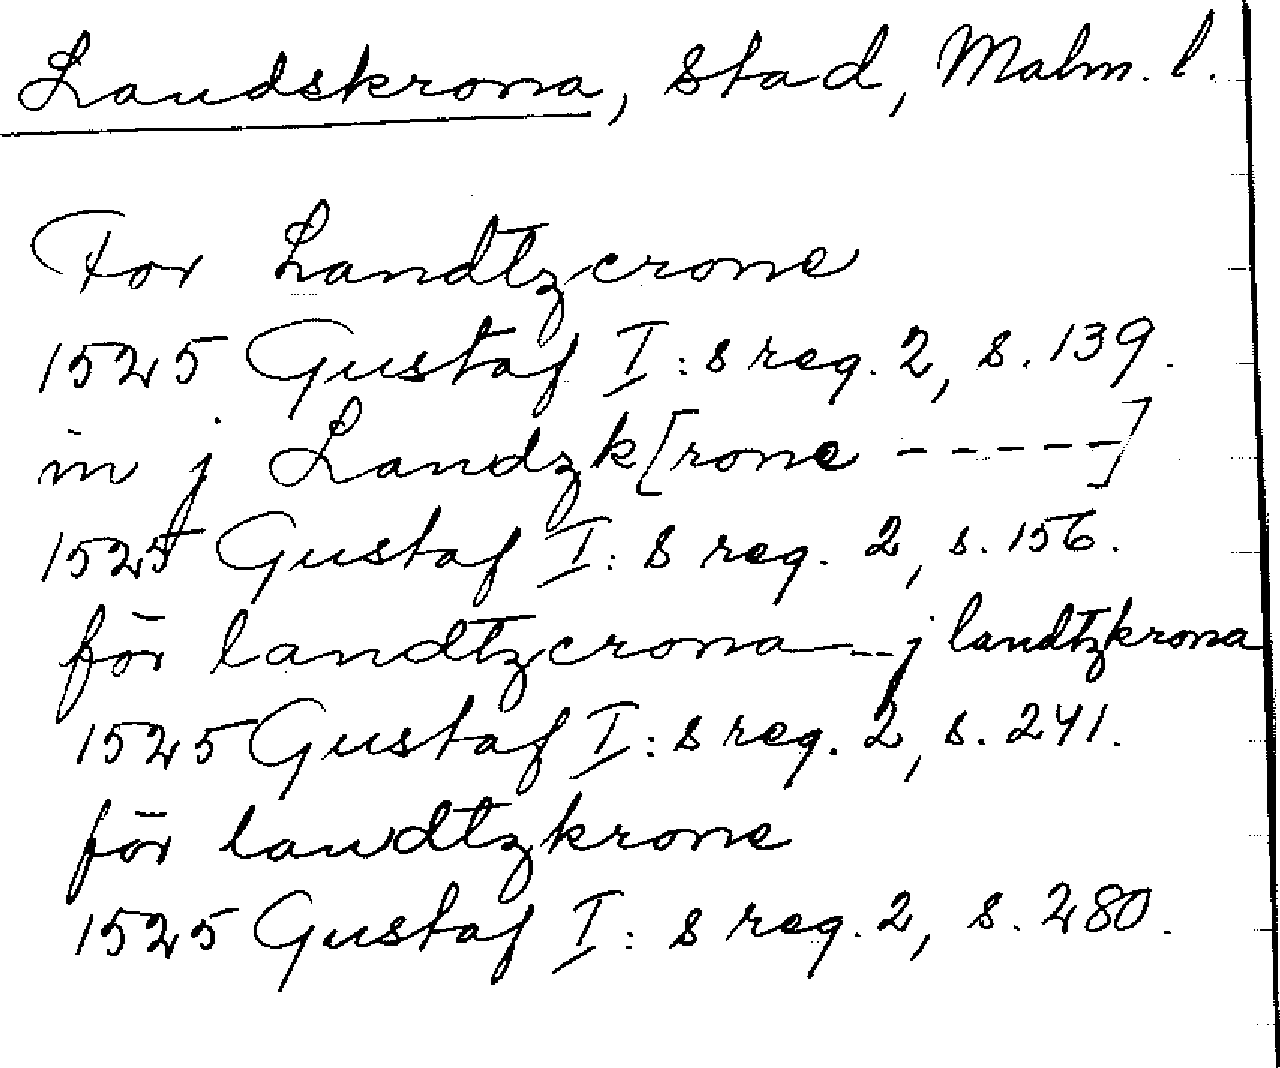 Landskrona, stad, Malm. l.
For Landtzcrone
1525 Gustaf I:s reg. 2, s. 139.
in j Landzk[rone -----]
1525 Gustaf I:s reg. 2, s. 156.
för landtzcrona --- j landtzkrona
1525 Gustaf I:s reg. 2, s. 241.
för landtzkrone
1525 Gustaf I:s reg. 2, s. 280.